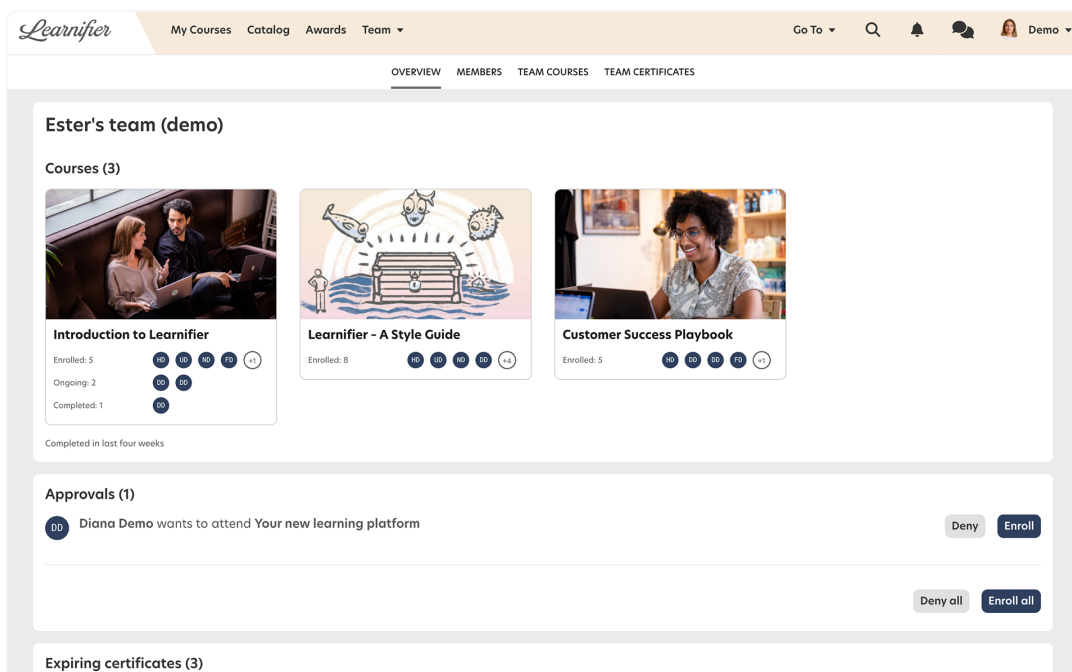 Learnifier
My Courses Catalog Awards Team Go To Demo
OVERVIEW MEMBERS TEAM COURSES TEAM CERTIFICATES
Ester's team (demo)
Courses (3)
Introduction to Learnifier
Enrolled: 5 HD UD ND FD +1
Ongoing: 2 DD DD
Completed: 1 DD
Learnifier - A Style Guide
Enrolled: 8 HD UD ND DD +4
Customer Success Playbook
Enrolled: 5 HD DD DD FD +1
Completed in last four weeks
Approvals (1)
DD Diana Demo wants to attend Your new learning platform Deny Enroll
Deny all Enroll all
Expiring certificates (3)